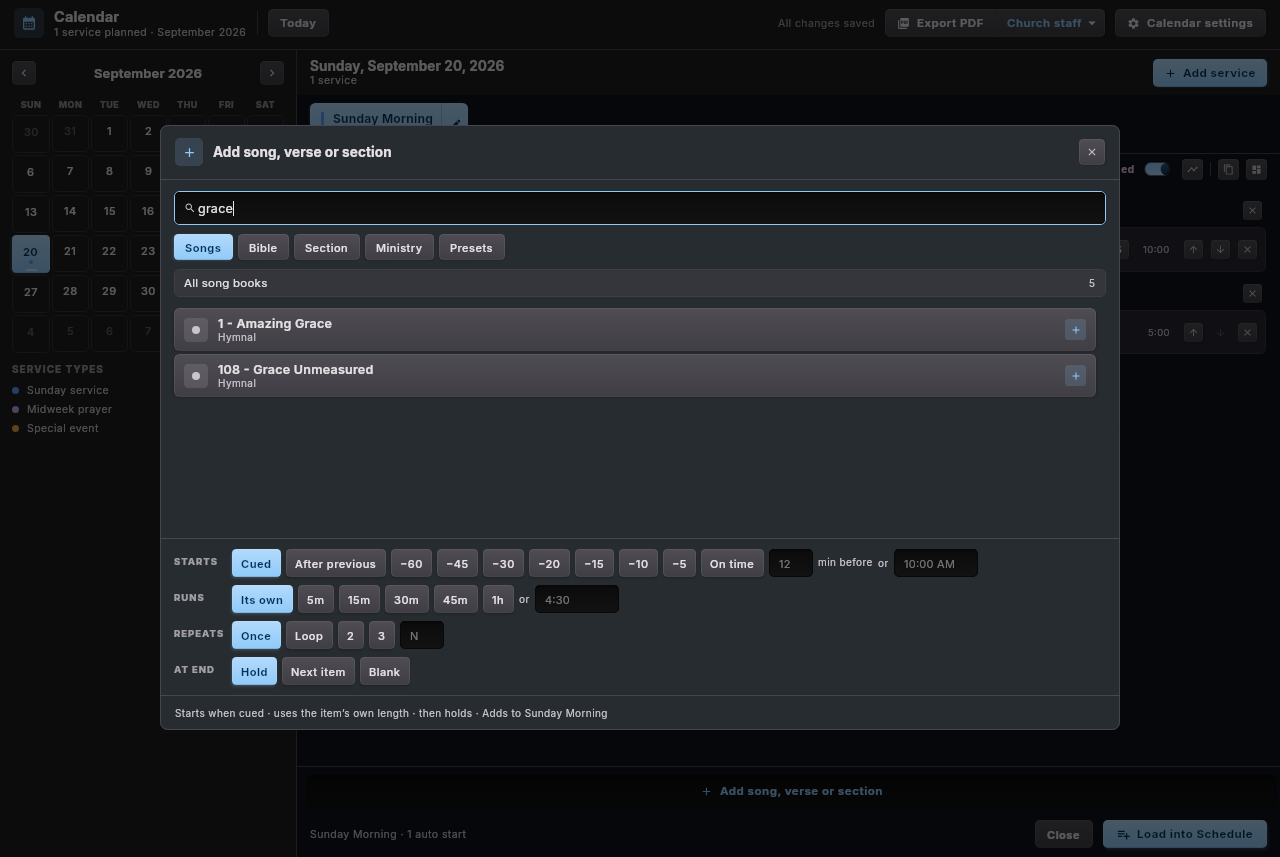 Calendar
1 service planned · September 2026
Today
All changes saved
Export PDF
Church staff
Calendar settings
September 2026
SUN MON TUE WED THU FRI SAT
30 31 1 2
6 7 8 9
13 14 15 16
20 21 22 23
27 28 29 30
4 5 6 7
SERVICE TYPES
Sunday service
Midweek prayer
Special event
Sunday, September 20, 2026
1 service
Add service
Sunday Morning
Add song, verse or section
grace
Songs Bible Section Ministry Presets
All song books 5
1 - Amazing Grace
Hymnal
108 - Grace Unmeasured
Hymnal
STARTS Cued After previous −60 −45 −30 −20 −15 −10 −5 On time 12 min before or 10:00 AM
RUNS Its own 5m 15m 30m 45m 1h or 4:30
REPEATS Once Loop 2 3 N
AT END Hold Next item Blank
Starts when cued · uses the item's own length · then holds · Adds to Sunday Morning
ed
10:00
5:00
Add song, verse or section
Sunday Morning · 1 auto start
Close
Load into Schedule